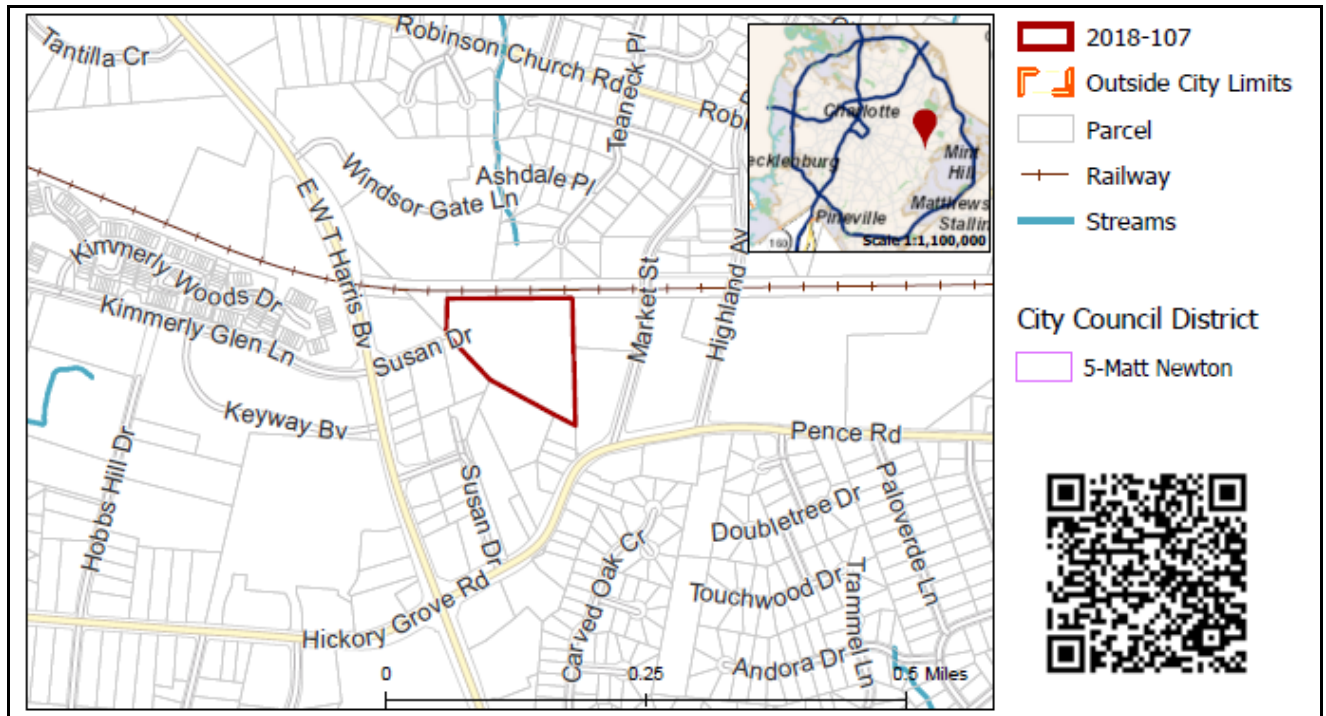 Tantilla Cr
Robinson Church Rd
Teaneck Pl
Ashdale Pl
Windsor Gate Ln
E W T Harris Bv
Kimmerly Woods Dr
Kimmerly Glen Ln
Susan Dr
Keyway Bv
Hobbs Hill Dr
Susan Dr
Market St
Highland Av
Pence Rd
Hickory Grove Rd
Carved Oak Cr
Doubletree Dr
Touchwood Dr
Andora Dr
Trammel Ln
Paloverde Ln
0 0.25 0.5 Miles
Charlotte
ecklenburg
Mint
Hill
Matthews
Stallin
Pineville
160
Scale 1:1,100,000
2018-107
Outside City Limits
Parcel
Railway
Streams
City Council District
5-Matt Newton